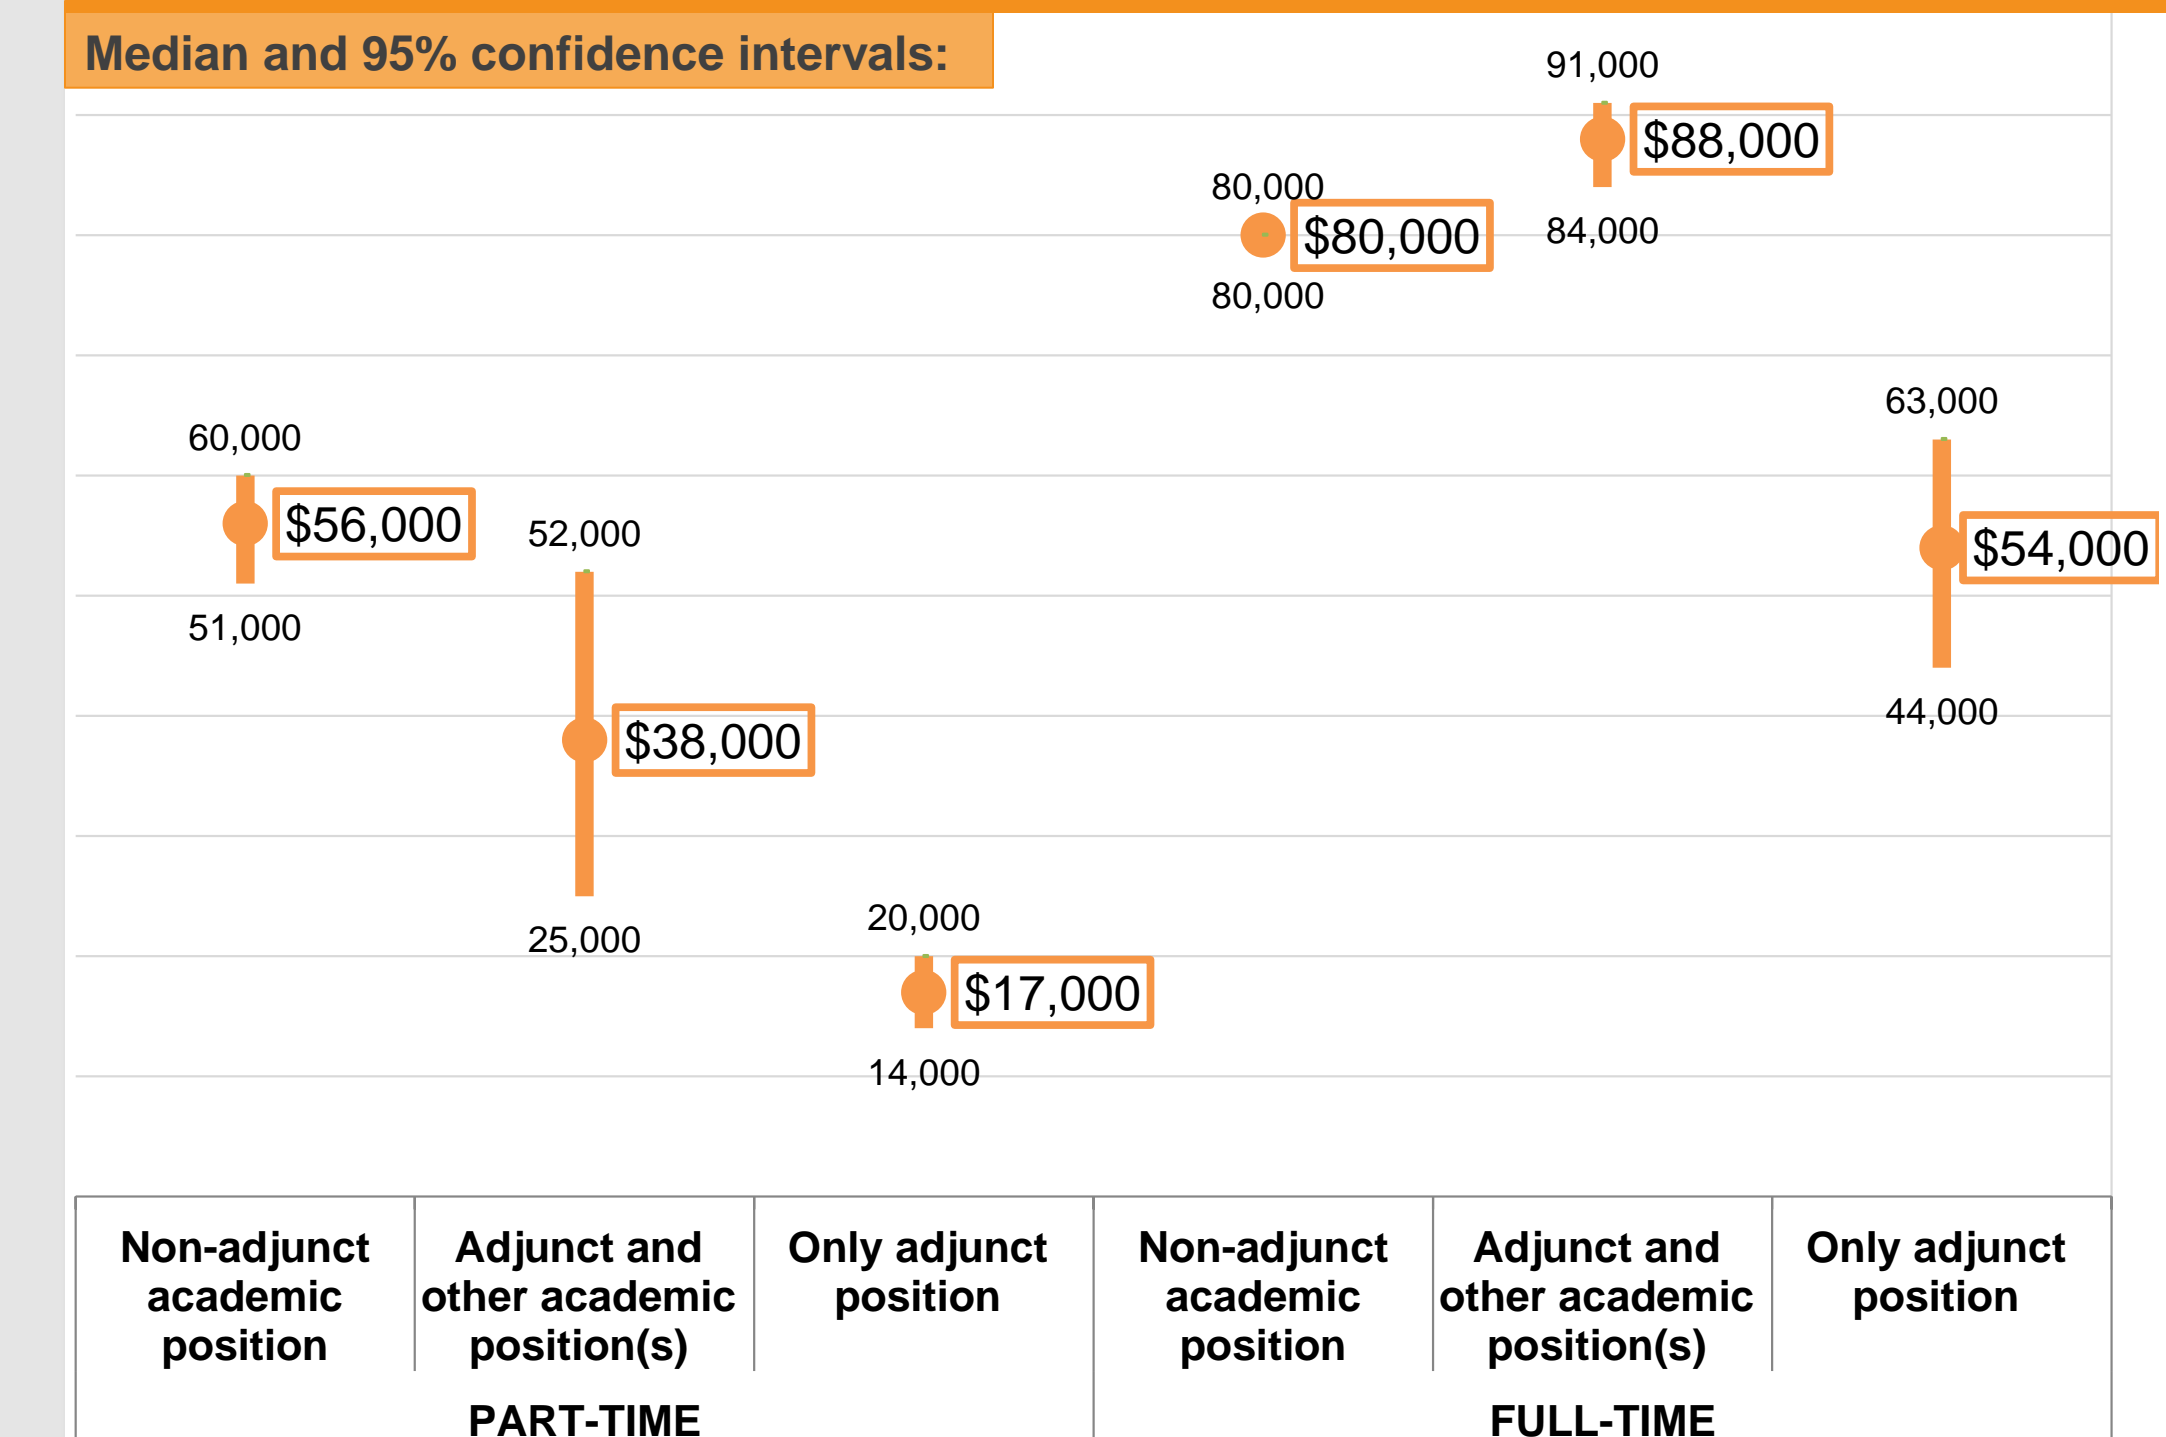 Median and 95% confidence intervals:
91,000
$88,000
84,000
80,000
$80,000
80,000
63,000
$54,000
44,000
60,000
$56,000
51,000
52,000
$38,000
25,000
20,000
$17,000
14,000
Non-adjunct
academic
position
Adjunct and
other academic
position(s)
Only adjunct
position
Non-adjunct
academic
position
Adjunct and
other academic
position(s)
Only adjunct
position
PART-TIME
FULL-TIME